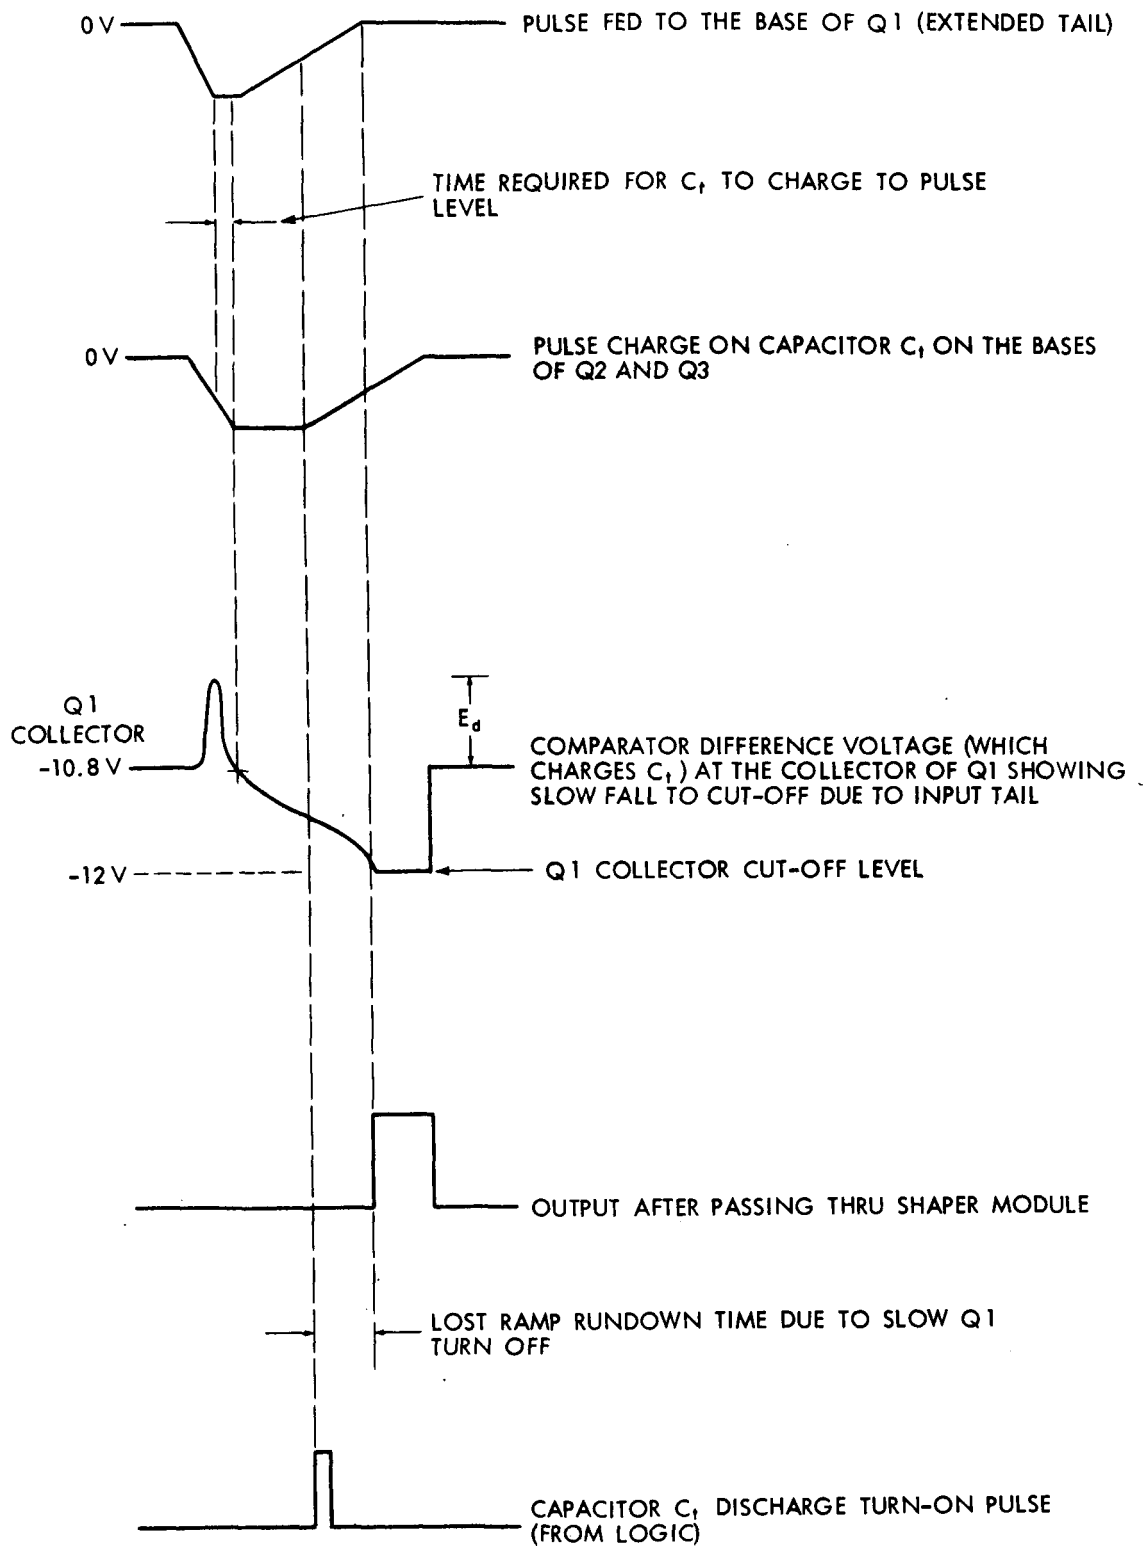 0 V
PULSE FED TO THE BASE OF Q1 (EXTENDED TAIL)
TIME REQUIRED FOR Ct TO CHARGE TO PULSE
LEVEL
0 V
PULSE CHARGE ON CAPACITOR Ct ON THE BASES
OF Q2 AND Q3
Q1
COLLECTOR
-10.8 V
Ed
COMPARATOR DIFFERENCE VOLTAGE (WHICH
CHARGES Ct) AT THE COLLECTOR OF Q1 SHOWING
SLOW FALL TO CUT-OFF DUE TO INPUT TAIL
-12 V
Q1 COLLECTOR CUT-OFF LEVEL
OUTPUT AFTER PASSING THRU SHAPER MODULE
LOST RAMP RUNDOWN TIME DUE TO SLOW Q1
TURN OFF
CAPACITOR Ct DISCHARGE TURN-ON PULSE
(FROM LOGIC)